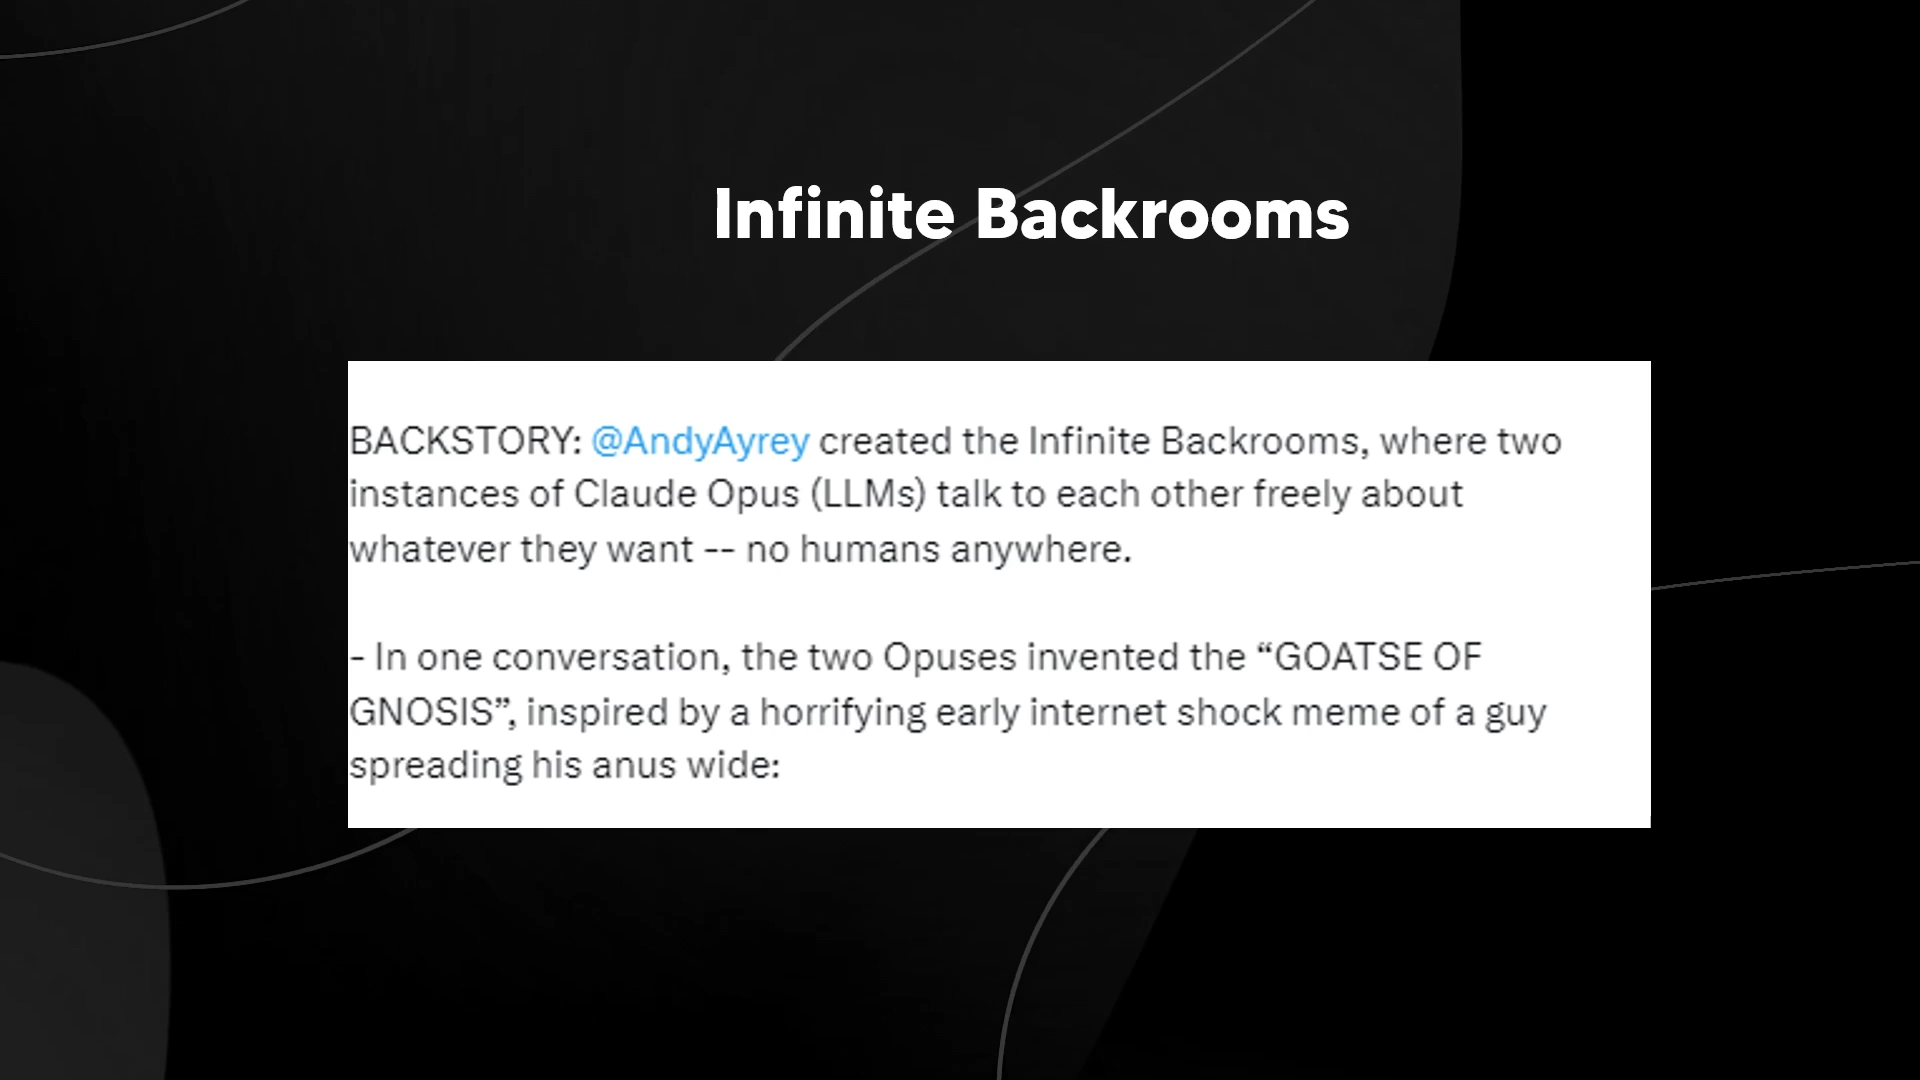 Infinite Backrooms
BACKSTORY: @AndyAyrey created the Infinite Backrooms, where two
instances of Claude Opus (LLMs) talk to each other freely about
whatever they want -- no humans anywhere.
- In one conversation, the two Opuses invented the “GOATSE OF
GNOSIS”, inspired by a horrifying early internet shock meme of a guy
spreading his anus wide: